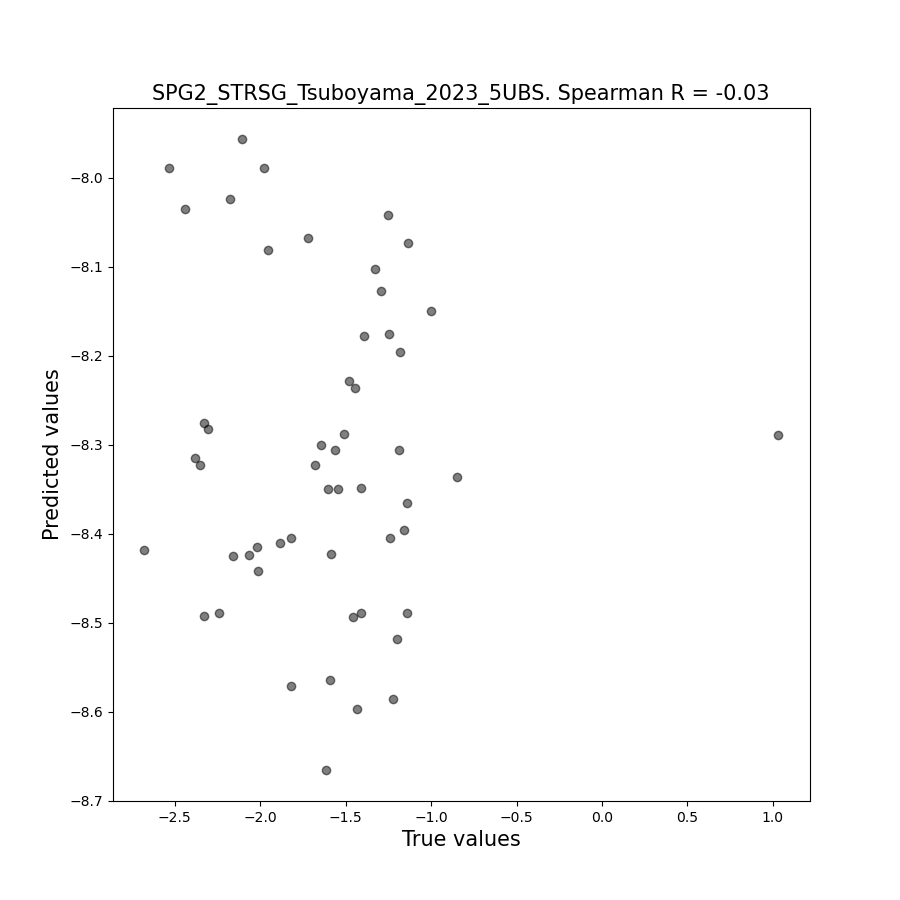 SPG2_STRSG_Tsuboyama_2023_5UBS. Spearman R = -0.03
Predicted values
−8.0
−8.1
−8.2
−8.3
−8.4
−8.5
−8.6
−8.7
−2.5 −2.0 −1.5 −1.0 −0.5 0.0 0.5 1.0
True values